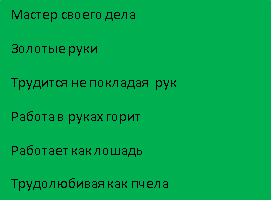 Мастер своего дела
Золотые руки
Трудится не покладая рук
Работа в руках горит
Работает как лошадь
Трудолюбивая как пчела